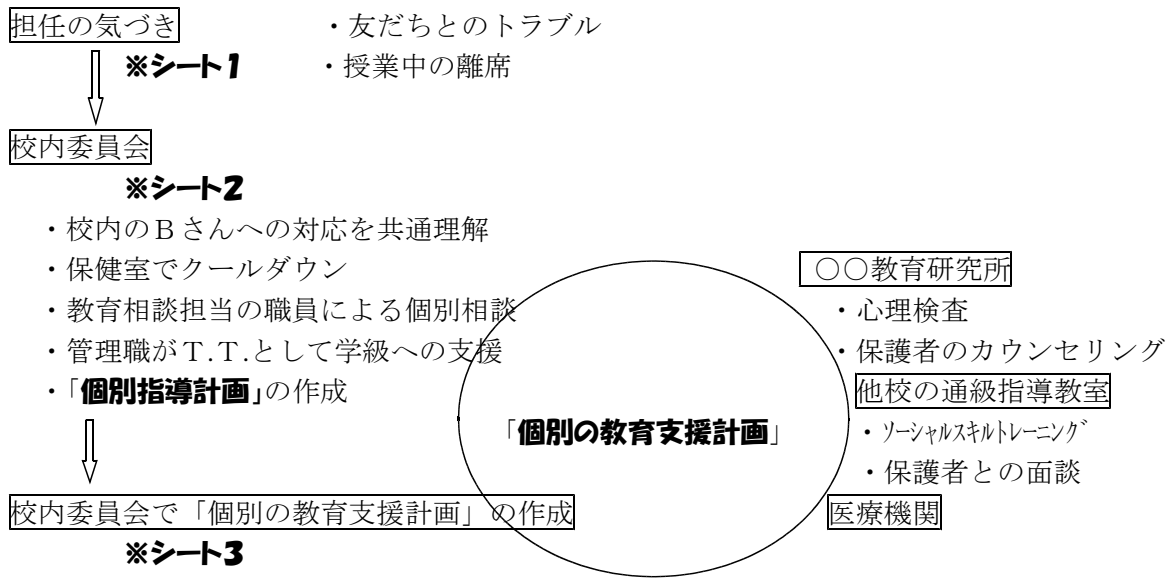 担任の気づき ・友だちとのトラブル
※シート1 ・授業中の離席
校内委員会
※シート2
・校内のBさんへの対応を共通理解
・保健室でクールダウン
・教育相談担当の職員による個別相談
・管理職がT.T.として学級への支援
・「個別指導計画」の作成
校内委員会で「個別の教育支援計画」の作成
※シート3
「個別の教育支援計画」
○○教育研究所
・心理検査
・保護者のカウンセリング
他校の通級指導教室
・ソーシャルスキルトレーニング
・保護者との面談
医療機関